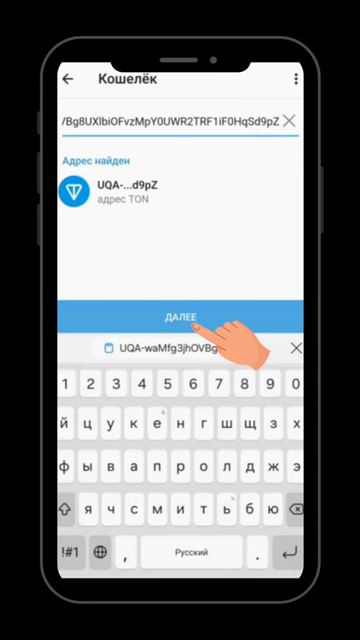 Кошелёк
/Bg8UXlbiOFvzMpY0UWR2TRF1iF0HqSd9pZ
Адрес найден
UQA-...d9pZ
адрес TON
ДАЛЕЕ
UQA-waMfg3jhOVBg
1 2 3 4 5 6 7 8 9 0
й ц у к е н г ш щ з х
ф ы в а п р о л д ж э
я ч с м и т ь б ю
!#1 , Русский .